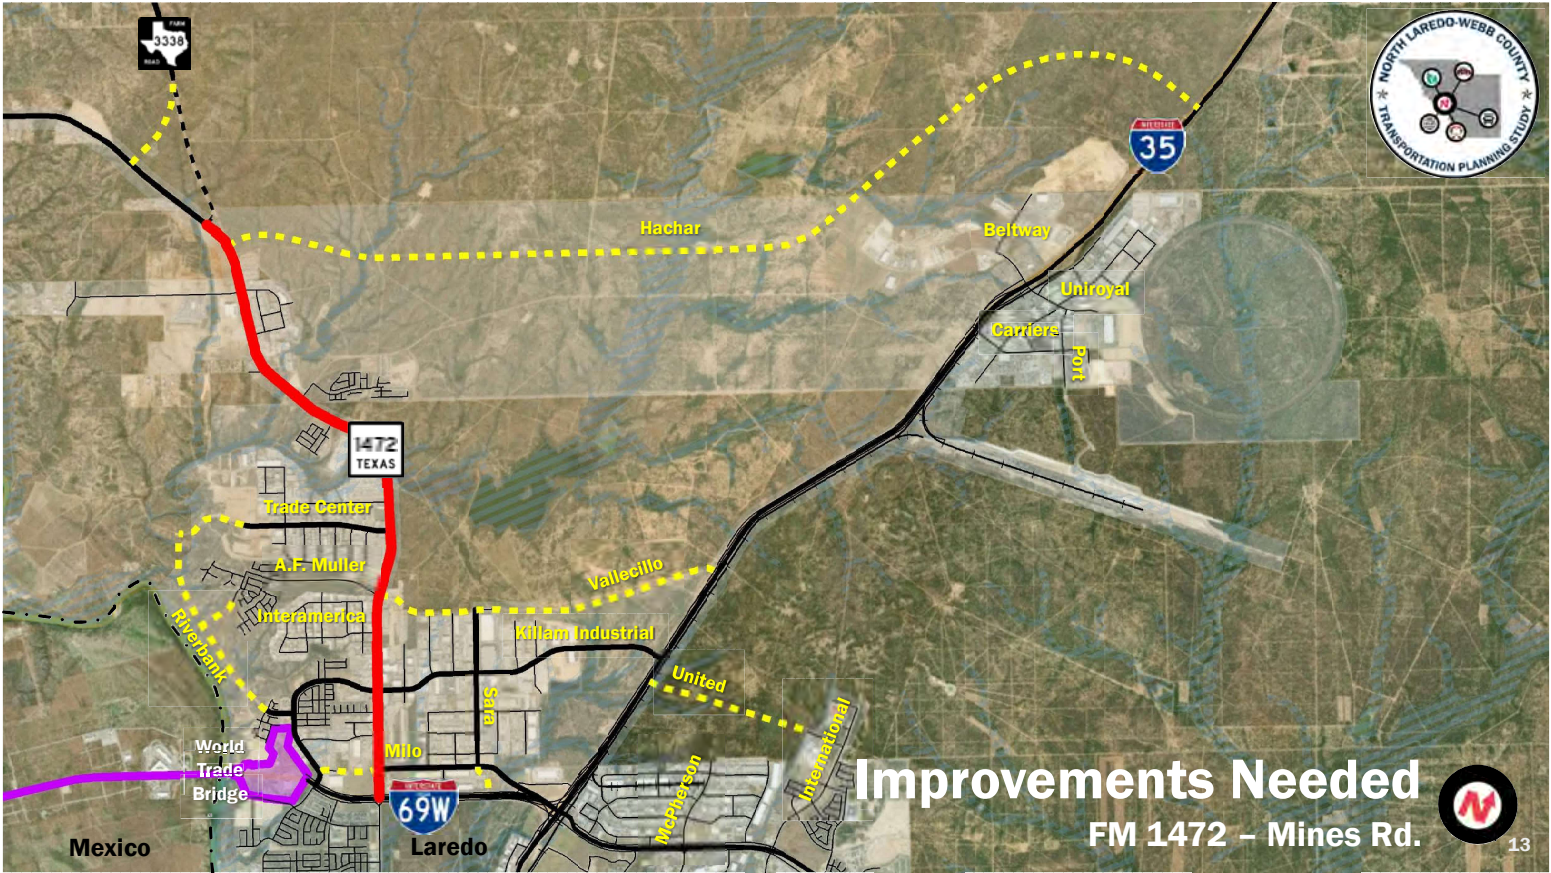 FARM
3338
ROAD
NORTH LAREDO-WEBB COUNTY
TRANSPORTATION PLANNING STUDY
INTERSTATE
35
Hachar
Beltway
Uniroyal
Carriers
Port
1472
TEXAS
Trade Center
A.F. Muller
Interamerica
Riverbank
Vallecillo
Killam Industrial
United
Sara
International
Milo
McPherson
World
Trade
Bridge
INTERSTATE
69W
Mexico
Laredo
Improvements Needed
FM 1472 – Mines Rd.
N
13